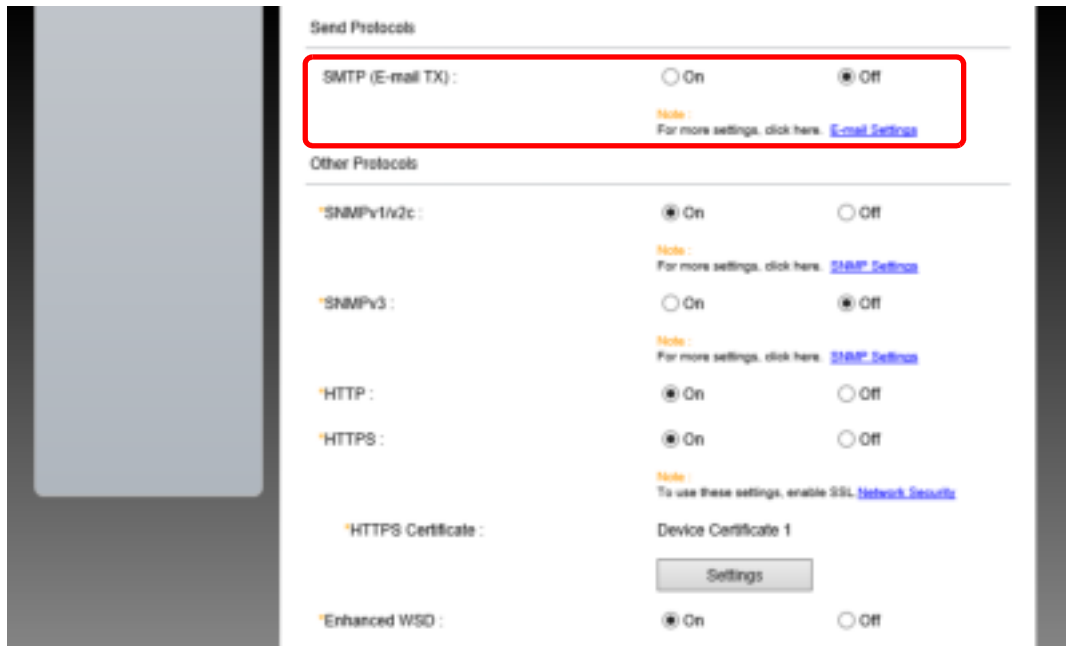 Send Protocols
SMTP (E-mail TX) : On Off
Note :
For more settings, click here. E-mail Settings
Other Protocols
*SNMPv1/v2c : On Off
Note :
For more settings, click here. SNMP Settings
*SNMPv3 : On Off
Note :
For more settings, click here. SNMP Settings
*HTTP : On Off
*HTTPS : On Off
Note :
To use these settings, enable SSL.Network Security
*HTTPS Certificate : Device Certificate 1
Settings
*Enhanced WSD : On Off